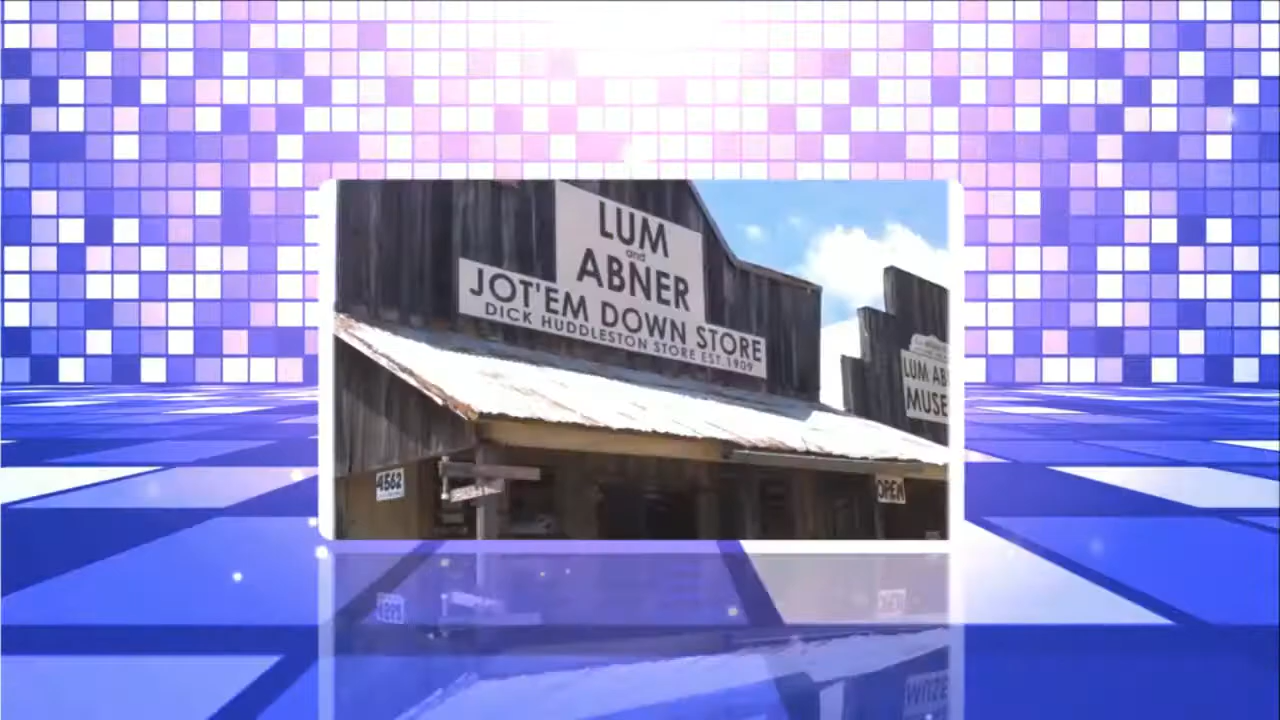 LUM
and
ABNER
JOT'EM DOWN STORE
DICK HUDDLESTON STORE EST. 1909
LUM AB
MUSE
4562
OPEN